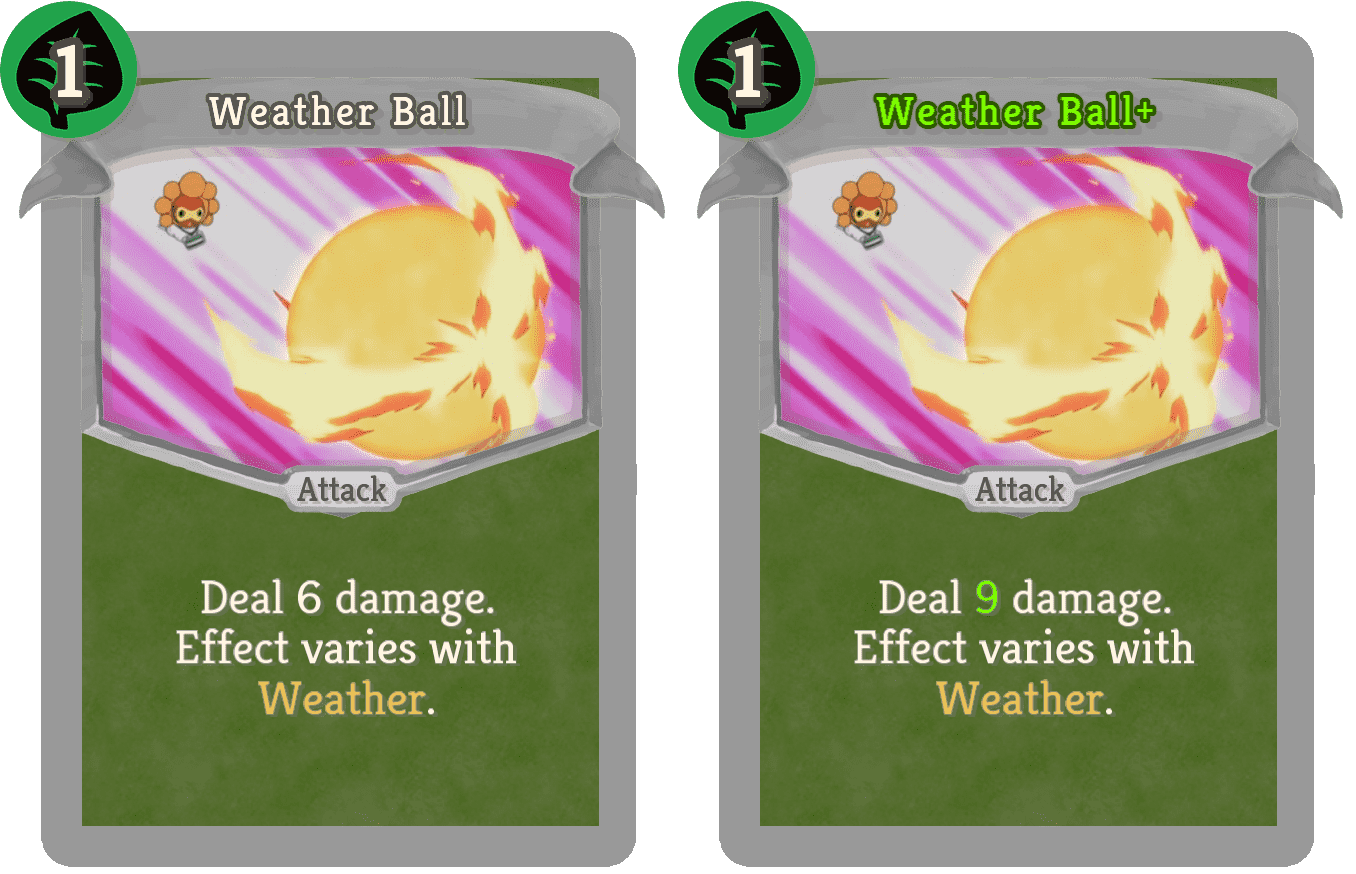 1
Weather Ball
Attack
Deal 6 damage.
Effect varies with
Weather.
1
Weather Ball+
Attack
Deal 9 damage.
Effect varies with
Weather.